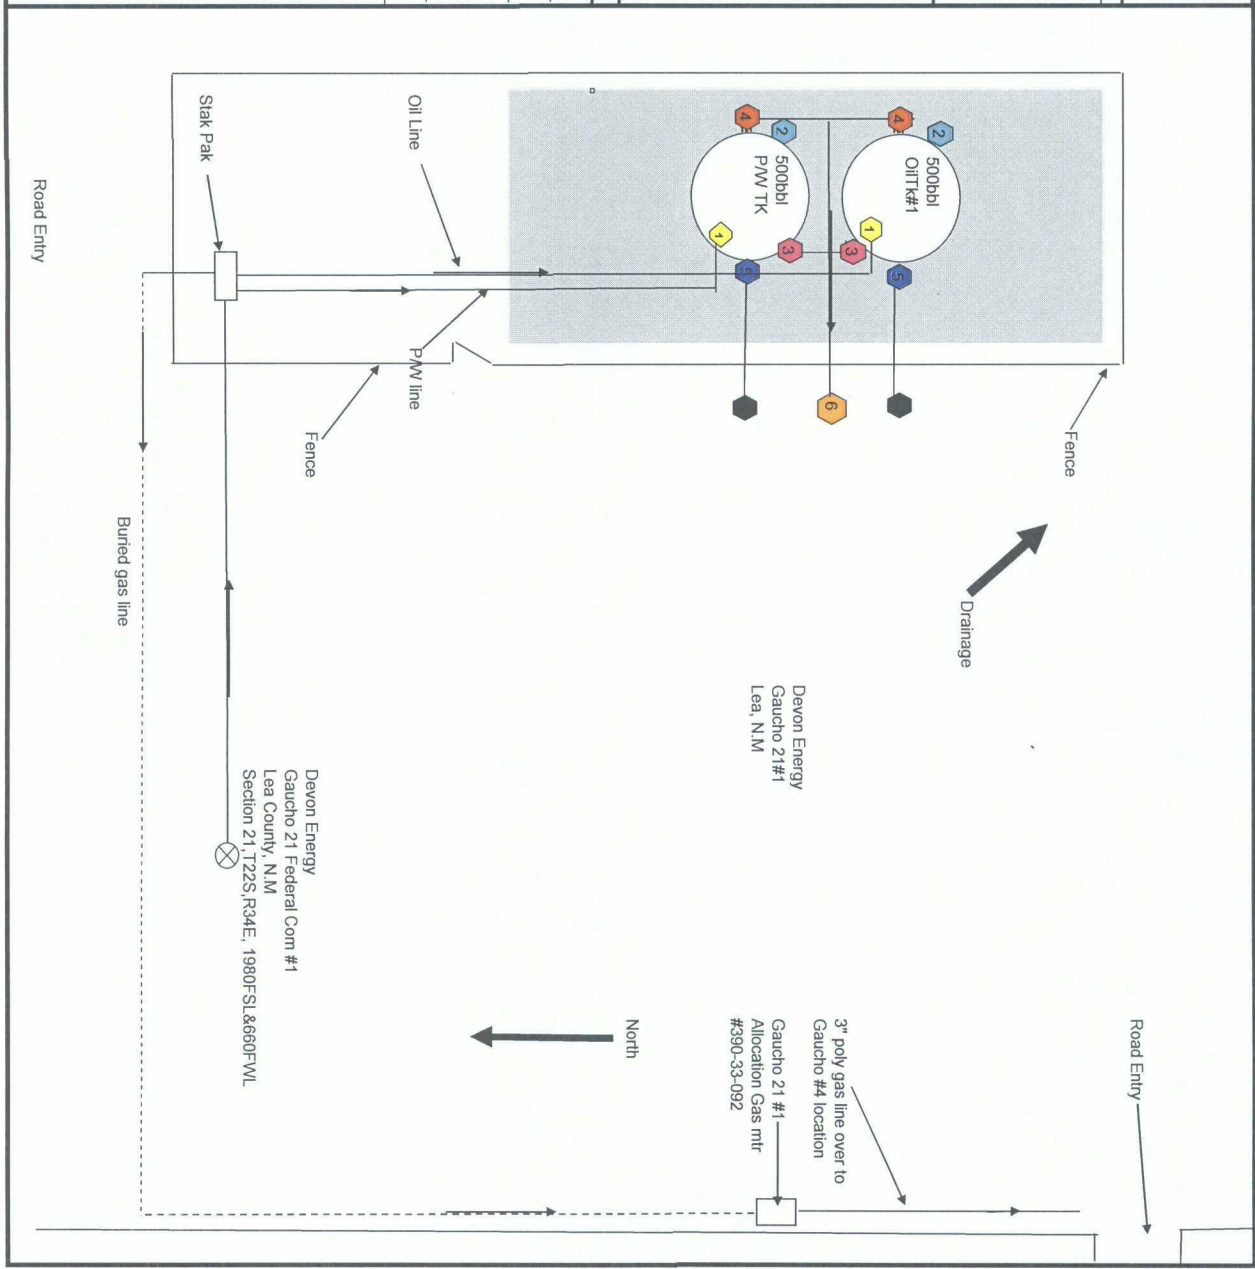 Road Entry
Stak Pak
Oil Line
P/W line
Fence
Buried gas line
4
2
500bbl
P/W TK
1
3
5
4
2
500bbl
OilTk#1
1
3
5
6
Fence
Drainage
Devon Energy
Gaucho 21#1
Lea, N.M
Devon Energy
Gaucho 21 Federal Com #1
Lea County, N.M
Section 21,T22S,R34E, 1980FSL&660FWL
North
Road Entry
3" poly gas line over to
Gaucho #4 location
Gaucho 21 #1
Allocation Gas mtr
#390-33-092